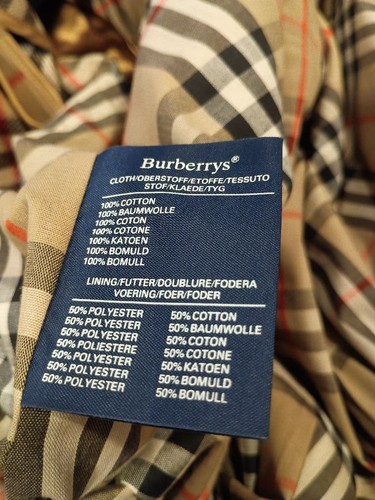 Burberrys®
CLOTH/OBERSTOFF/ETOFFE/TESSUTO
STOF/KLAEDE/TYG
100% COTTON
100% BAUMWOLLE
100% COTON
100% COTONE
100% KATOEN
100% BOMULD
100% BOMULL
LINING/FUTTER/DOUBLURE/FODERA
VOERING/FOER/FODER
50% POLYESTER 50% COTTON
50% POLYESTER 50% BAUMWOLLE
50% POLYESTER 50% COTON
50% POLIESTERE 50% COTONE
50% POLYESTER 50% KATOEN
50% POLYESTER 50% BOMULD
50% POLYESTER 50% BOMULL